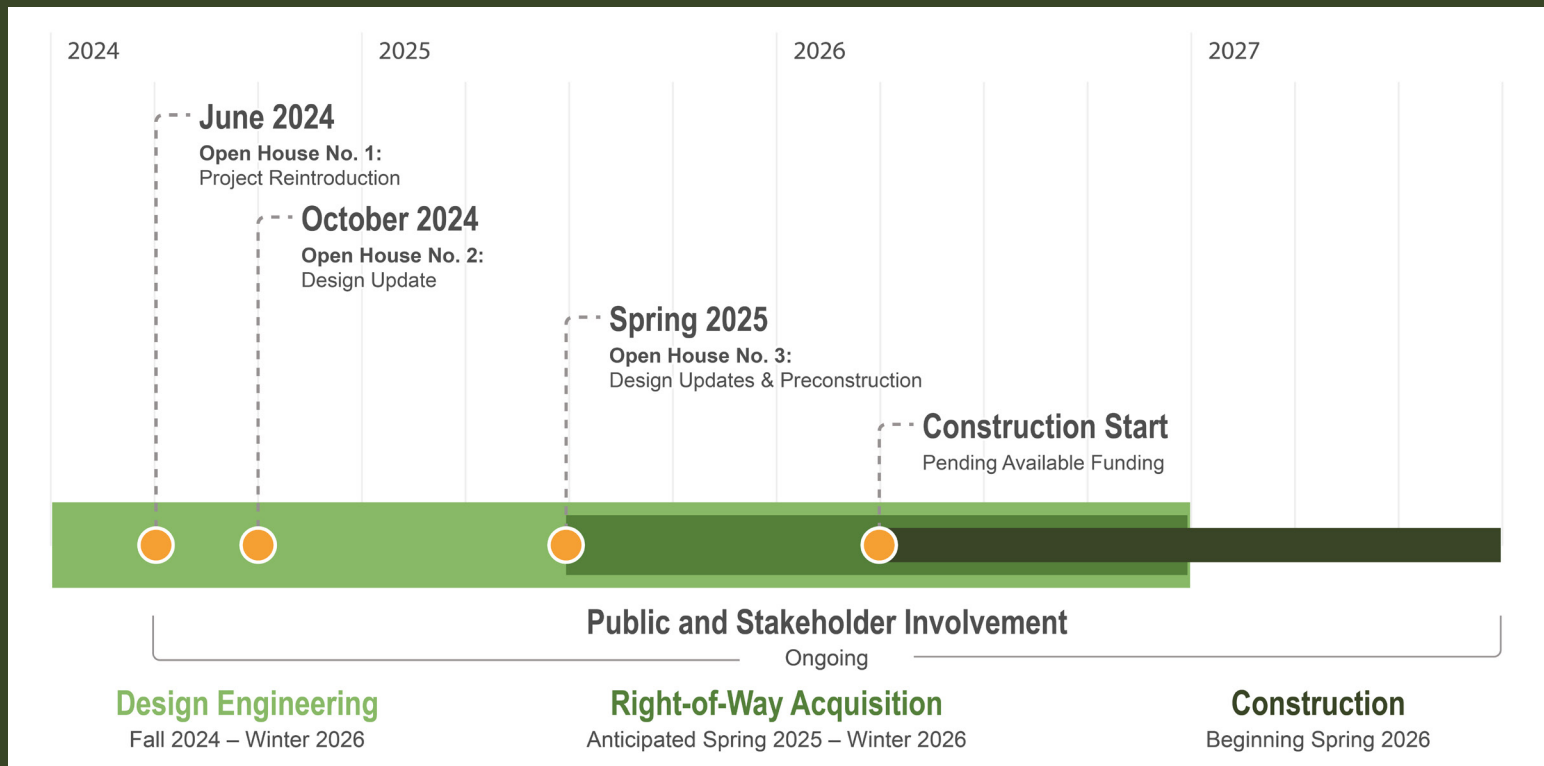 2024
2025
2026
2027
June 2024
Open House No. 1:
Project Reintroduction
October 2024
Open House No. 2:
Design Update
Spring 2025
Open House No. 3:
Design Updates & Preconstruction
Construction Start
Pending Available Funding
Public and Stakeholder Involvement
Ongoing
Design Engineering
Fall 2024 – Winter 2026
Right-of-Way Acquisition
Anticipated Spring 2025 – Winter 2026
Construction
Beginning Spring 2026